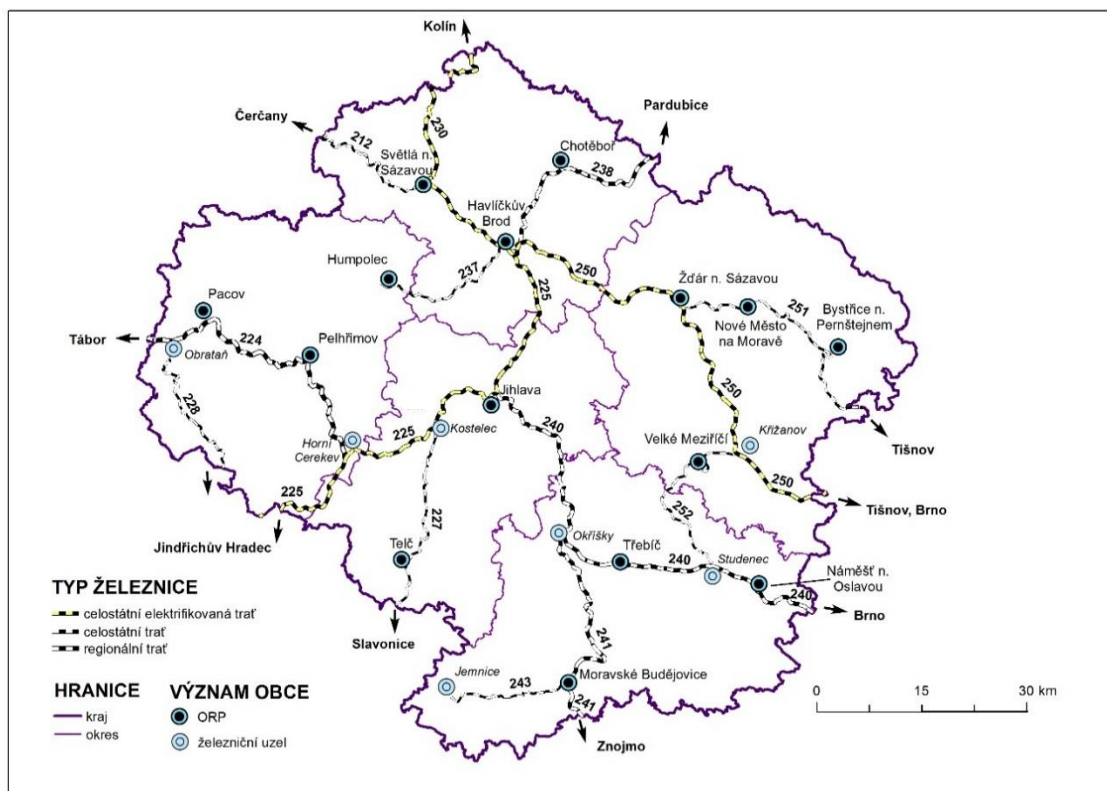 Kolín
Pardubice
Čerčany
212
230
Světlá n.
Sázavou
Chotěboř
238
Havlíčkův
Brod
Humpolec
237
250
225
Žďár n. Sázavou
Pacov
251
Bystřice n.
Pernštejnem
Nové Město
na Moravě
Tábor
224
Obrataň
Pelhřimov
228
250
Jihlava
240
Horní
Cerekev
225
Kostelec
Velké Meziříčí
Křižanov
Tišnov
225
250
Tišnov, Brno
227
252
Jindřichův Hradec
Telč
Okříšky
Třebíč
240
Studenec
Náměšť n.
Oslavou
240
Brno
TYP ŽELEZNICE
celostátní elektrifikovaná trať
celostátní trať
regionální trať
Slavonice
241
Jemnice
243
Moravské Budějovice
241
Znojmo
HRANICE
kraj
okres
VÝZNAM OBCE
ORP
železniční uzel
0 15 30 km